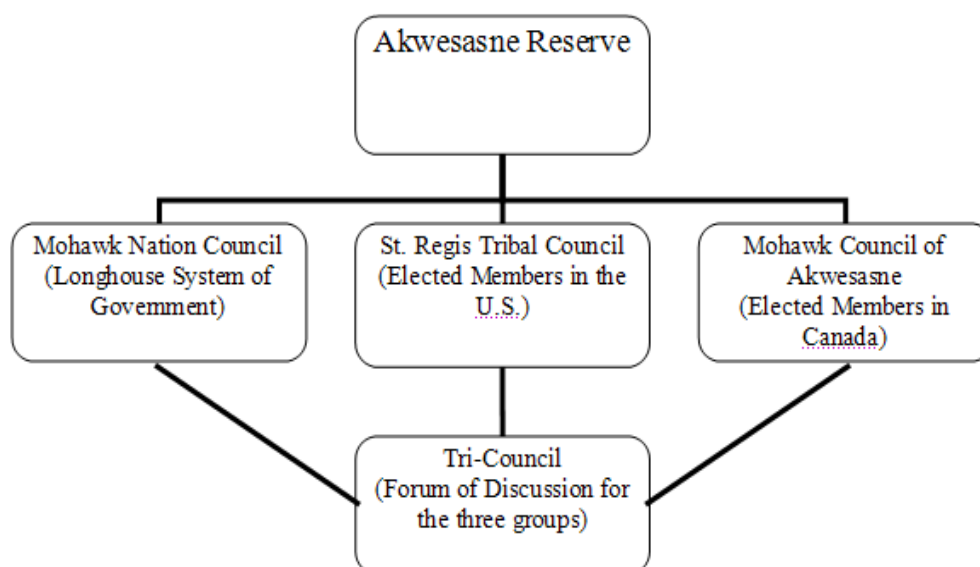 Akwesasne Reserve
Mohawk Nation Council
(Longhouse System of
Government)
St. Regis Tribal Council
(Elected Members in the
U.S.)
Mohawk Council of
Akwesasne
(Elected Members in
Canada)
Tri-Council
(Forum of Discussion for
the three groups)